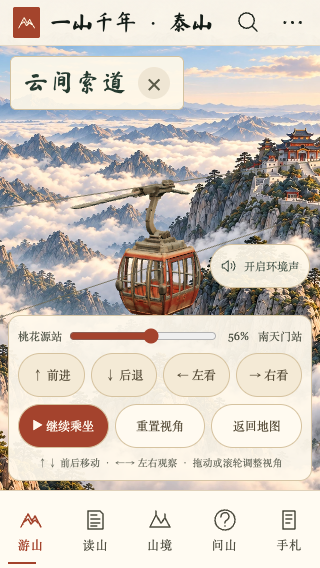 一山千年 · 泰山
云间索道
开启环境声
桃花源站 56% 南天门站
↑ 前进 ↓ 后退 ← 左看 → 右看
继续乘坐 重置视角 返回地图
↑ ↓ 前后移动 · ←→ 左右观察 · 拖动或滚轮调整视角
游山 读山 山境 问山 手札